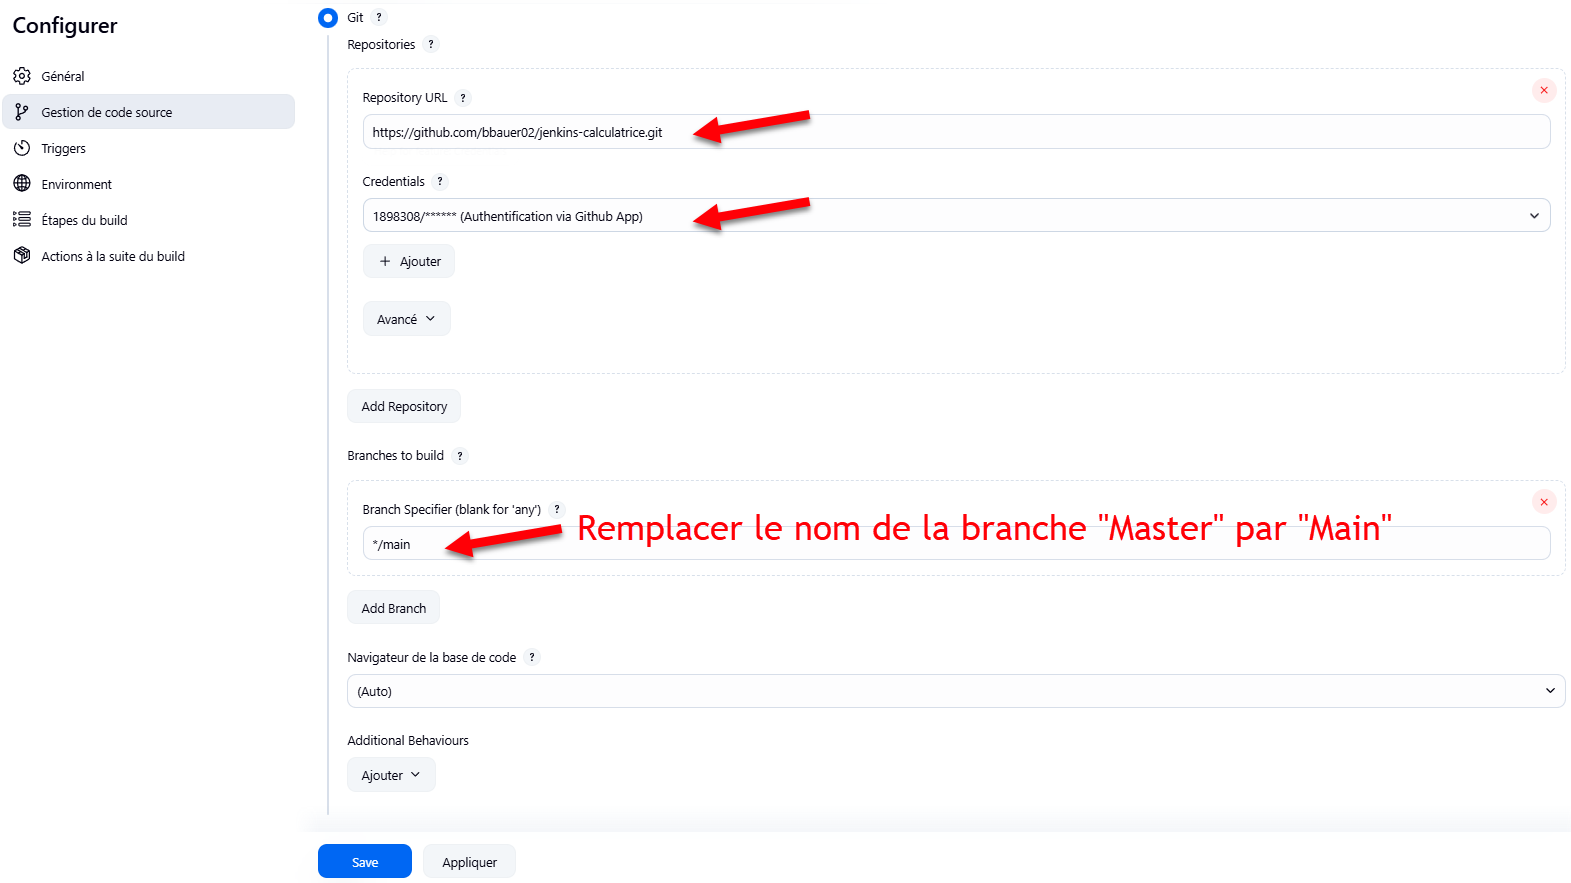 Configurer
Général
Gestion de code source
Triggers
Environment
Étapes du build
Actions à la suite du build
Git ?
Repositories ?
Repository URL ?
https://github.com/bbauer02/jenkins-calculatrice.git
Credentials ?
1898308/****** (Authentification via Github App)
+ Ajouter
Avancé
Add Repository
Branches to build ?
Branch Specifier (blank for 'any') ?
*/main
Remplacer le nom de la branche "Master" par "Main"
Add Branch
Navigateur de la base de code ?
(Auto)
Additional Behaviours
Ajouter
Save
Appliquer